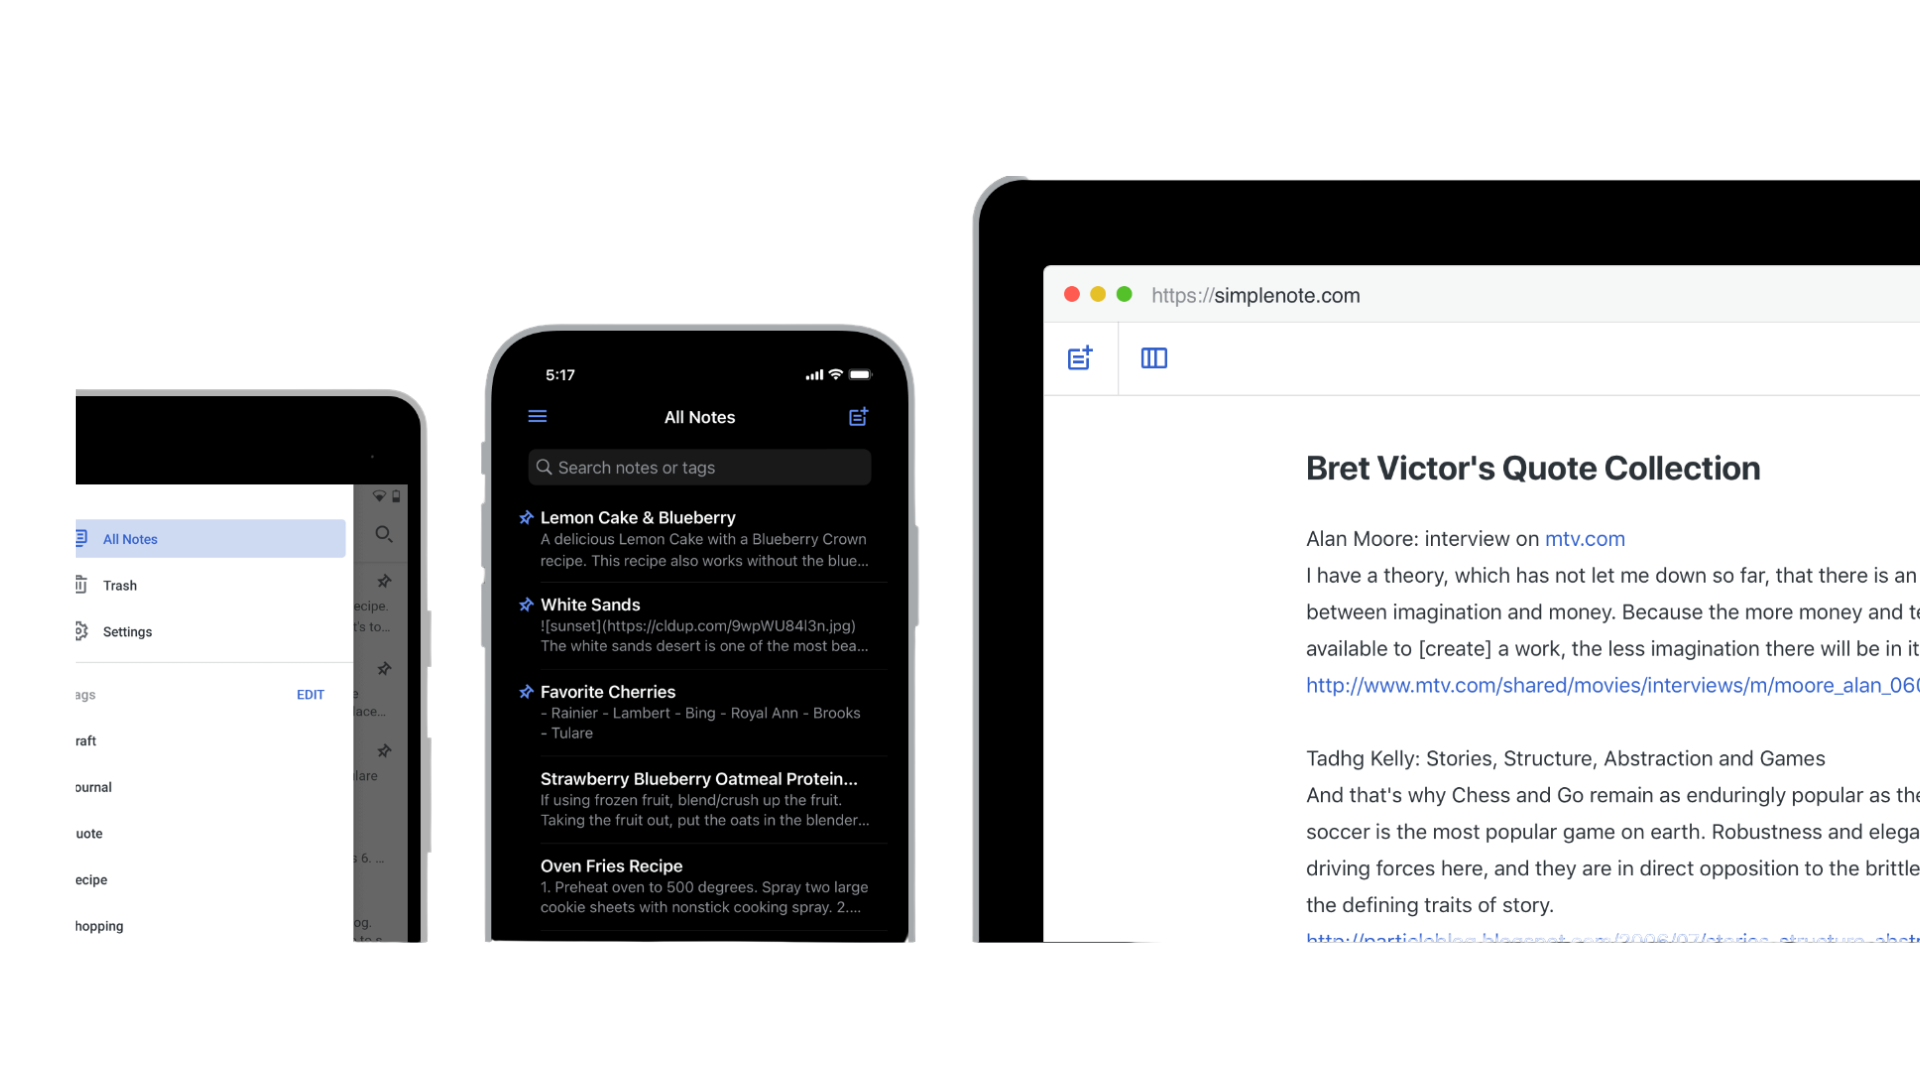 All Notes
Trash
Settings
EDIT
ecipe.
t's to...
lace...
lare
s 6. ...
og.
5:17
All Notes
Search notes or tags
Lemon Cake & Blueberry
A delicious Lemon Cake with a Blueberry Crown
recipe. This recipe also works without the blue...
White Sands
![sunset](https://cldup.com/9wpWU84l3n.jpg)
The white sands desert is one of the most bea...
Favorite Cherries
- Rainier - Lambert - Bing - Royal Ann - Brooks
- Tulare
Strawberry Blueberry Oatmeal Protein...
If using frozen fruit, blend/crush up the fruit.
Taking the fruit out, put the oats in the blender...
Oven Fries Recipe
1. Preheat oven to 500 degrees. Spray two large
cookie sheets with nonstick cooking spray. 2....
ags
raft
ournal
uote
ecipe
hopping
https://simplenote.com
Bret Victor's Quote Collection
Alan Moore: interview on mtv.com
I have a theory, which has not let me down so far, that there is an
between imagination and money. Because the more money and te
available to [create] a work, the less imagination there will be in it
http://www.mtv.com/shared/movies/interviews/m/moore_alan_060
Tadhg Kelly: Stories, Structure, Abstraction and Games
And that's why Chess and Go remain as enduringly popular as the
soccer is the most popular game on earth. Robustness and elega
driving forces here, and they are in direct opposition to the brittle
the defining traits of story.